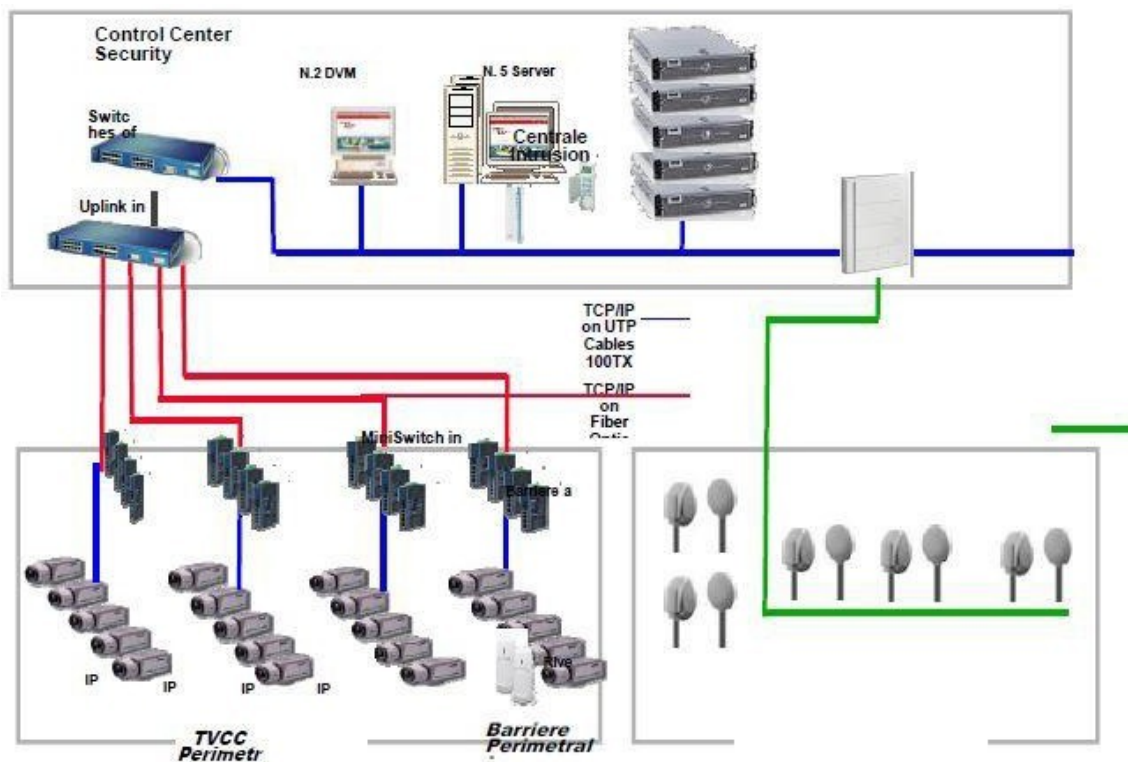 Control Center
Security
N.2 DVM
N. 5 Server
Switc
hes of
Centrale
Intrusion
Uplink in
TCP/IP
on UTP
Cables
100TX
TCP/IP
on
Fiber
Optic
MiniSwitch in
Barriere a
Rive
IP
IP
IP
IP
TVCC
Perimetr
Barriere
Perimetral